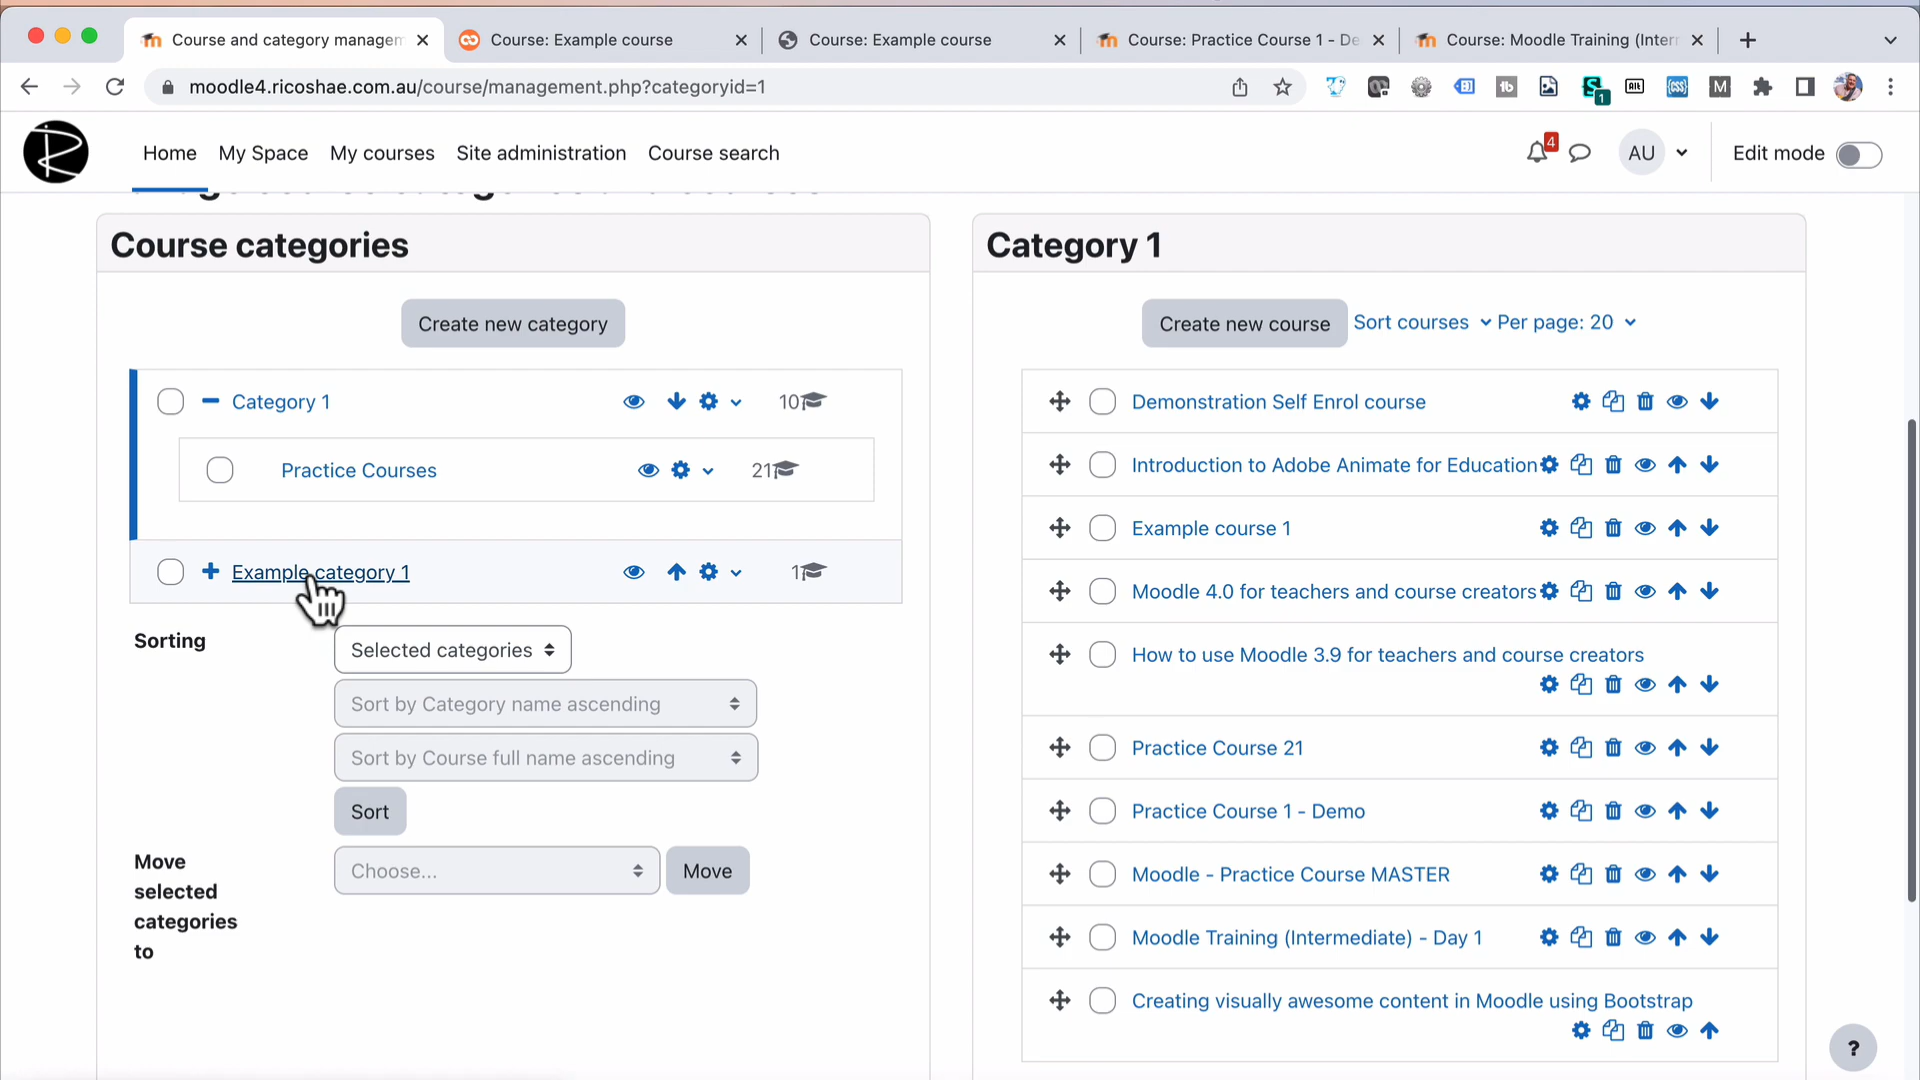 Course and category managem
Course: Example course
Course: Example course
Course: Practice Course 1 - De
Course: Moodle Training (Inter
moodle4.ricoshae.com.au/course/management.php?categoryid=1
Home
My Space
My courses
Site administration
Course search
4
AU
Edit mode
Course categories
Create new category
Category 1
10
Practice Courses
21
Example category 1
1
Sorting
Selected categories
Sort by Category name ascending
Sort by Course full name ascending
Sort
Move
selected
categories
to
Choose...
Move
Category 1
Create new course
Sort courses
Per page: 20
Demonstration Self Enrol course
Introduction to Adobe Animate for Education
Example course 1
Moodle 4.0 for teachers and course creators
How to use Moodle 3.9 for teachers and course creators
Practice Course 21
Practice Course 1 - Demo
Moodle - Practice Course MASTER
Moodle Training (Intermediate) - Day 1
Creating visually awesome content in Moodle using Bootstrap
?